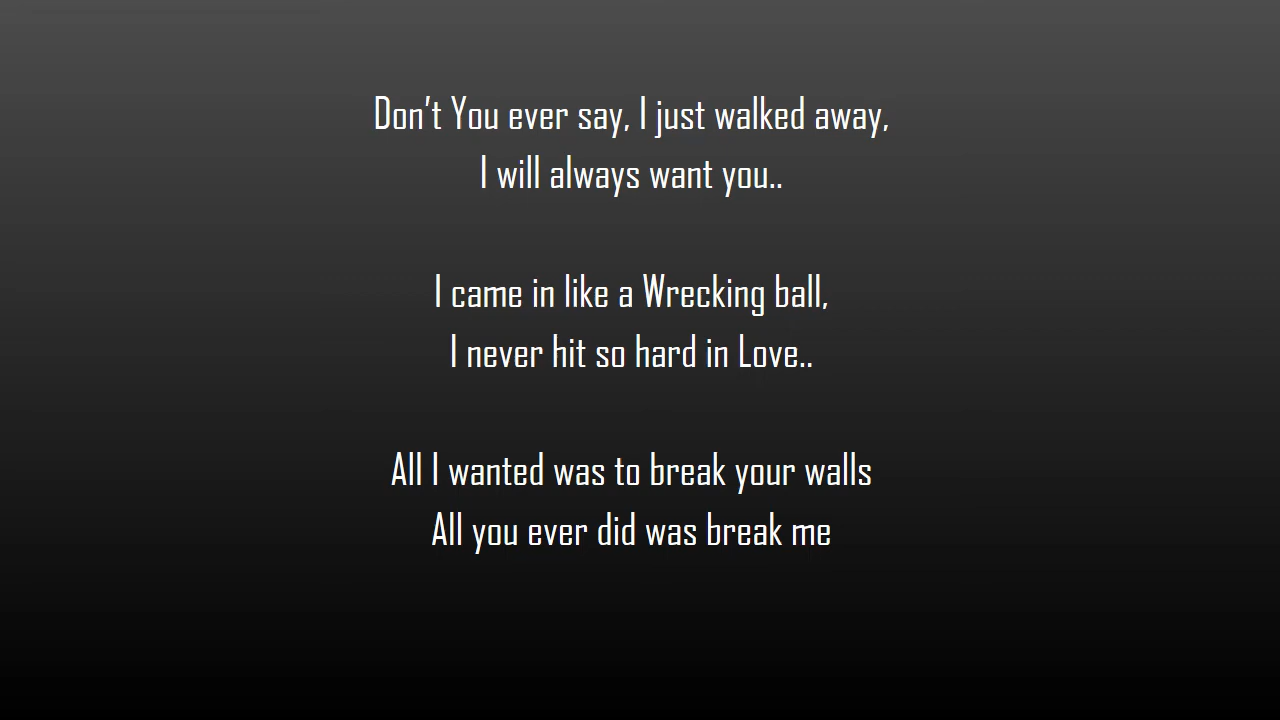 Don't You ever say, I just walked away,
I will always want you..
I came in like a Wrecking ball,
I never hit so hard in Love..
All I wanted was to break your walls
All you ever did was break me